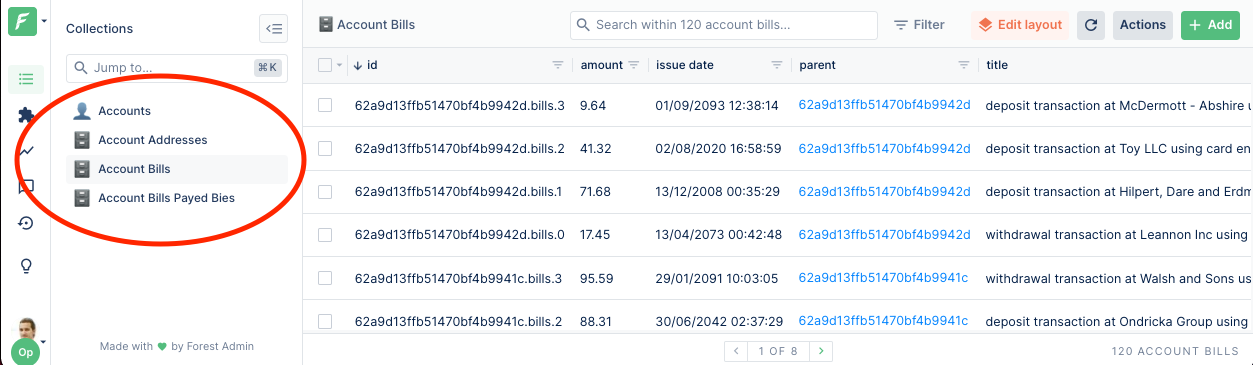 Collections
Jump to...
⌘K
Accounts
Account Addresses
Account Bills
Account Bills Payed Bies
Made with ♥ by Forest Admin
Op
Account Bills
Search within 120 account bills...
Filter
Edit layout
Actions
+ Add
id amount issue date parent title
62a9d13ffb51470bf4b9942d.bills.3 9.64 01/09/2093 12:38:14 62a9d13ffb51470bf4b9942d deposit transaction at McDermott - Abshire u
62a9d13ffb51470bf4b9942d.bills.2 41.32 02/08/2020 16:58:59 62a9d13ffb51470bf4b9942d deposit transaction at Toy LLC using card en
62a9d13ffb51470bf4b9942d.bills.1 71.68 13/12/2008 00:35:29 62a9d13ffb51470bf4b9942d deposit transaction at Hilpert, Dare and Erdm
62a9d13ffb51470bf4b9942d.bills.0 17.45 13/04/2073 00:42:48 62a9d13ffb51470bf4b9942d withdrawal transaction at Leannon Inc using
62a9d13ffb51470bf4b9941c.bills.3 95.59 29/01/2091 10:03:05 62a9d13ffb51470bf4b9941c withdrawal transaction at Walsh and Sons us
62a9d13ffb51470bf4b9941c.bills.2 88.31 30/06/2042 02:37:29 62a9d13ffb51470bf4b9941c deposit transaction at Ondricka Group using
1 OF 8
120 ACCOUNT BILLS